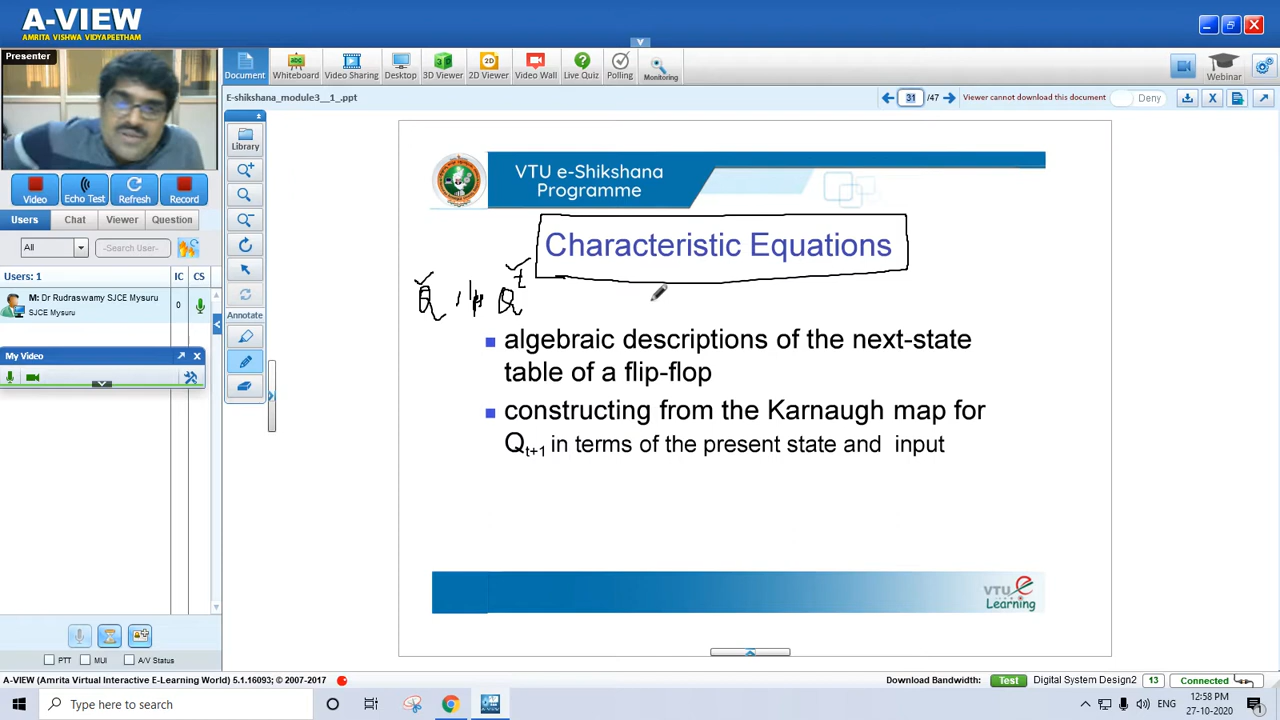 A-VIEW
AMRITA VISHWA VIDYAPEETHAM
Presenter
Document
Whiteboard
Video Sharing
Desktop
3D Viewer
2D Viewer
Video Wall
Live Quiz
Polling
Monitoring
Webinar
E-shikshana_module3__1_.ppt
31 /47
Viewer cannot download this document
Deny
Library
Annotate
Video
Echo Test
Refresh
Record
Users
Chat
Viewer
Question
All
-Search User-
Users: 1
IC
CS
M: Dr Rudraswamy SJCE Mysuru
SJCE Mysuru
0
My Video
VTU e-Shikshana
Programme
Characteristic Equations
Q i/p Q
algebraic descriptions of the next-state
table of a flip-flop
constructing from the Karnaugh map for
Qt+1 in terms of the present state and input
VTU e
Learning
PTT
MUI
A/V Status
A-VIEW (Amrita Virtual Interactive E-Learning World) 5.1.16093; © 2007-2017
Download Bandwidth:
Test
Digital System Design2
13
Connected
Type here to search
ENG
12:58 PM
27-10-2020